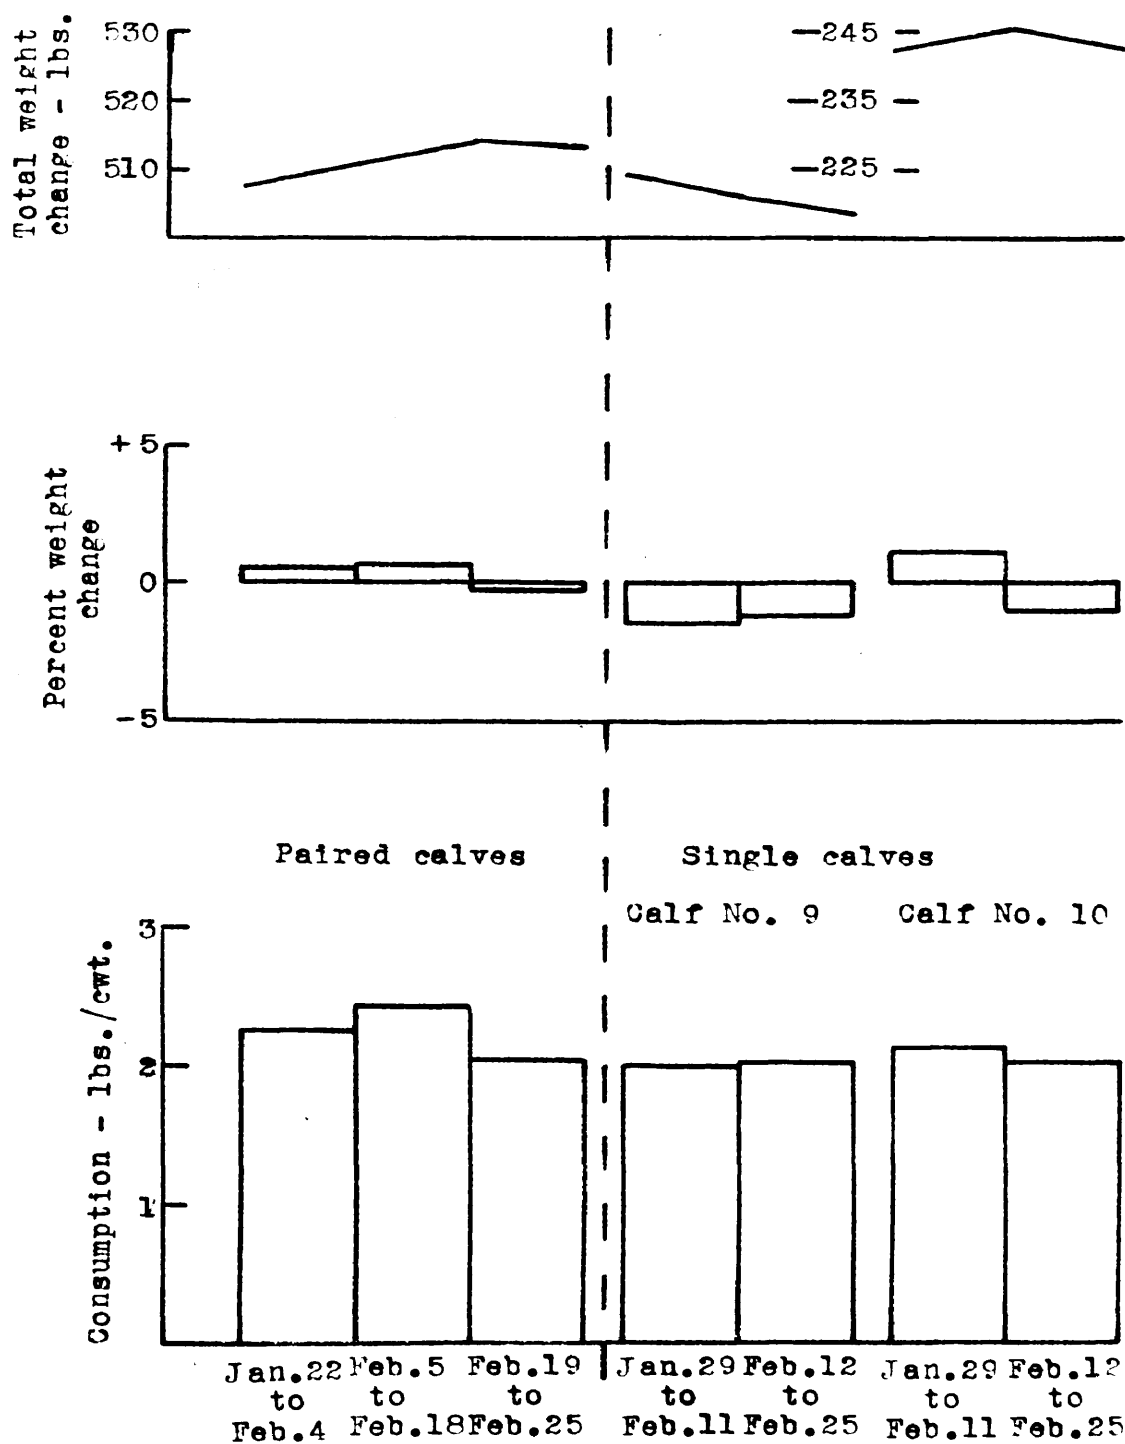 Total weight
change - lbs.
530
520
510
245
235
225
Percent weight
change
+5
0
-5
Paired calves
Single calves
Calf No. 9
Calf No. 10
Consumption - lbs./cwt.
3
2
1
Jan.22 Feb.5 Feb.19 Jan.29 Feb.12 Jan.29 Feb.12
to to to to to to to
Feb.4 Feb.18 Feb.25 Feb.11 Feb.25 Feb.11 Feb.25